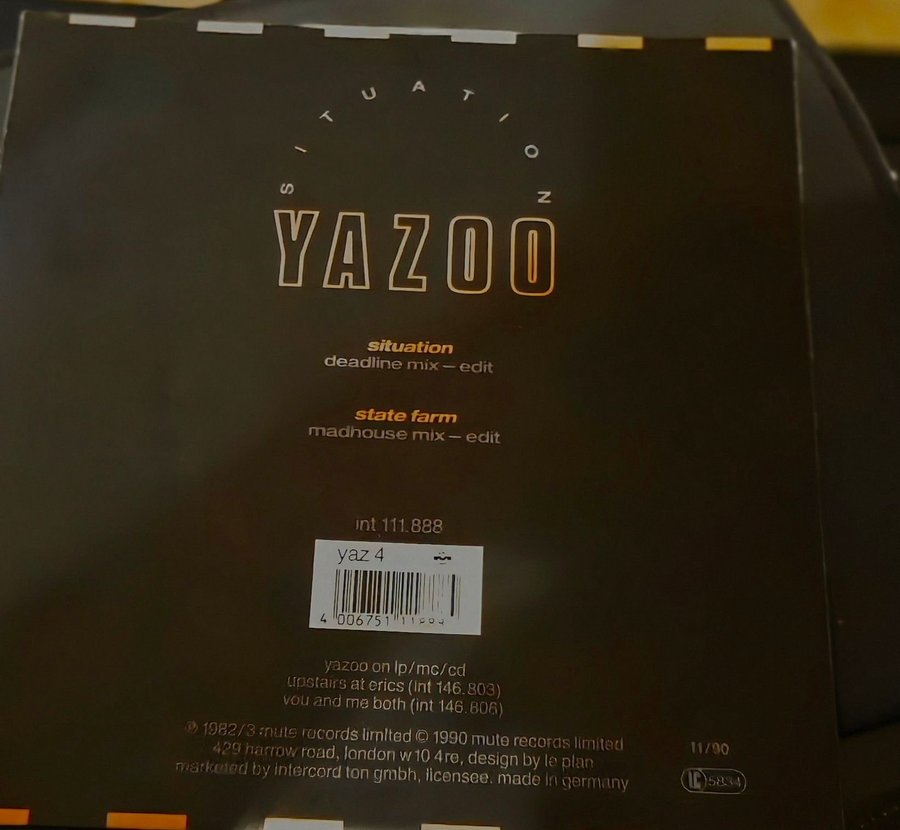 SITUATION
YAZOO
situation
deadline mix – edit
state farm
madhouse mix – edit
int 111.888
yaz 4
4 006751 11
yazoo on lp/mc/cd
upstairs at erics (int 146.803)
you and me both (int 146.806)
℗ 1982/3 mute records limited © 1990 mute records limited
429 harrow road, london w10 4re, design by le plan
marketed by intercord ton gmbh, licensee. made in germany
11/90
LC 5834